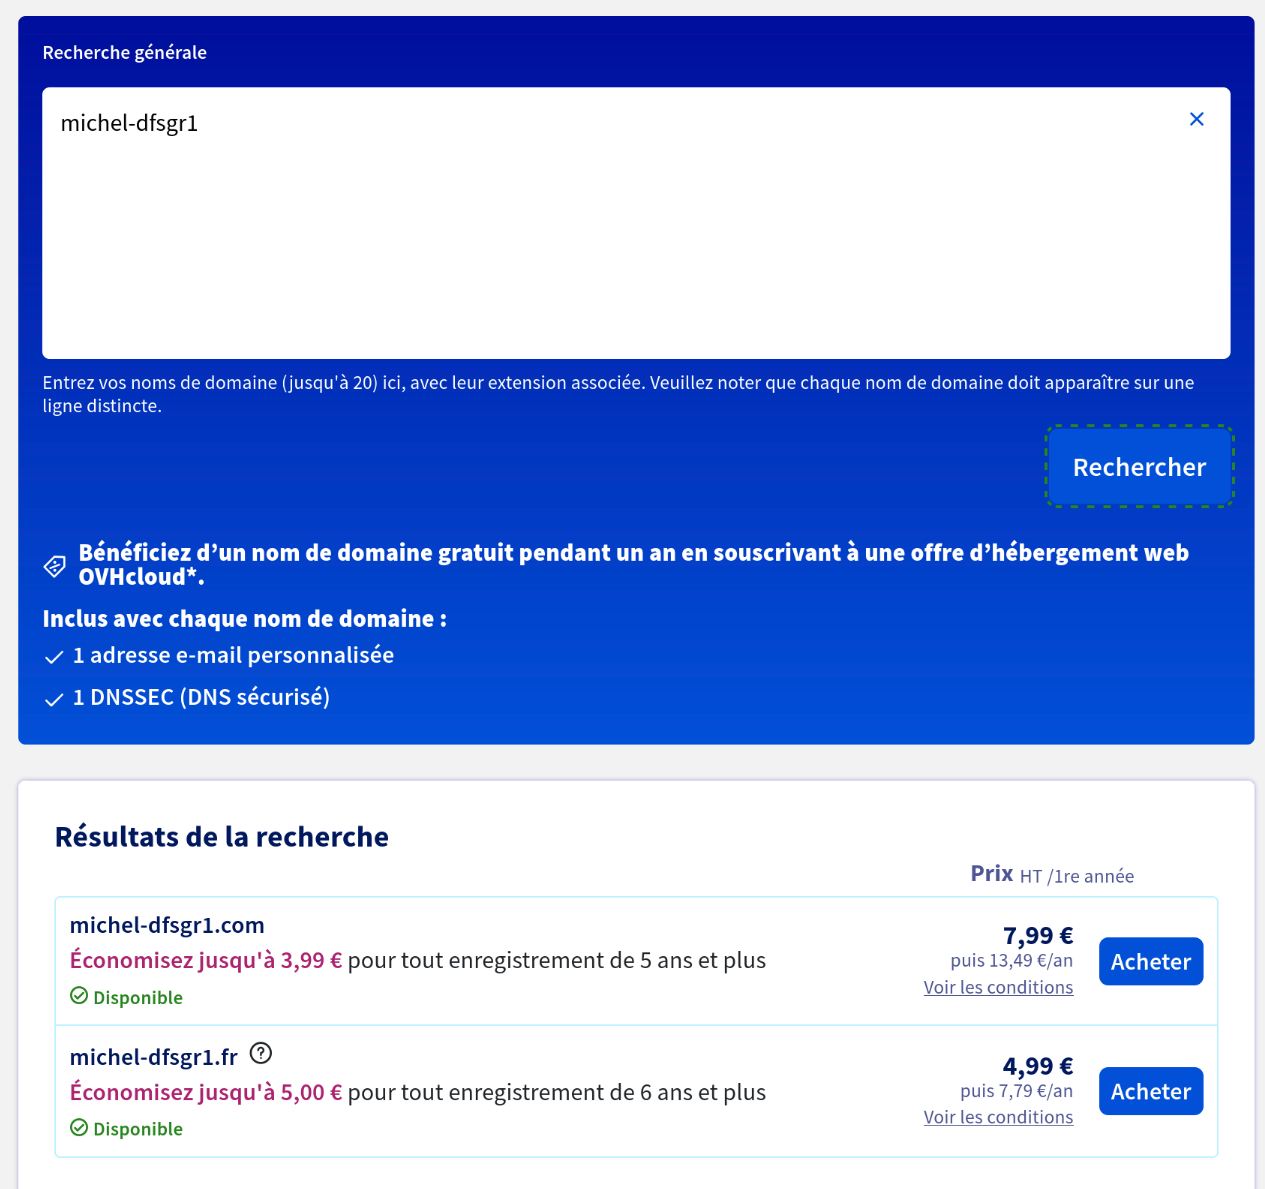 Recherche générale
michel-dfsgr1
Entrez vos noms de domaine (jusqu'à 20) ici, avec leur extension associée. Veuillez noter que chaque nom de domaine doit apparaître sur une
ligne distincte.
Rechercher
Bénéficiez d’un nom de domaine gratuit pendant un an en souscrivant à une offre d’hébergement web
OVHcloud*.
Inclus avec chaque nom de domaine :
1 adresse e-mail personnalisée
1 DNSSEC (DNS sécurisé)
Résultats de la recherche
Prix HT /1re année
michel-dfsgr1.com
Économisez jusqu'à 3,99 € pour tout enregistrement de 5 ans et plus
Disponible
7,99 €
puis 13,49 €/an
Voir les conditions
Acheter
michel-dfsgr1.fr
Économisez jusqu'à 5,00 € pour tout enregistrement de 6 ans et plus
Disponible
4,99 €
puis 7,79 €/an
Voir les conditions
Acheter